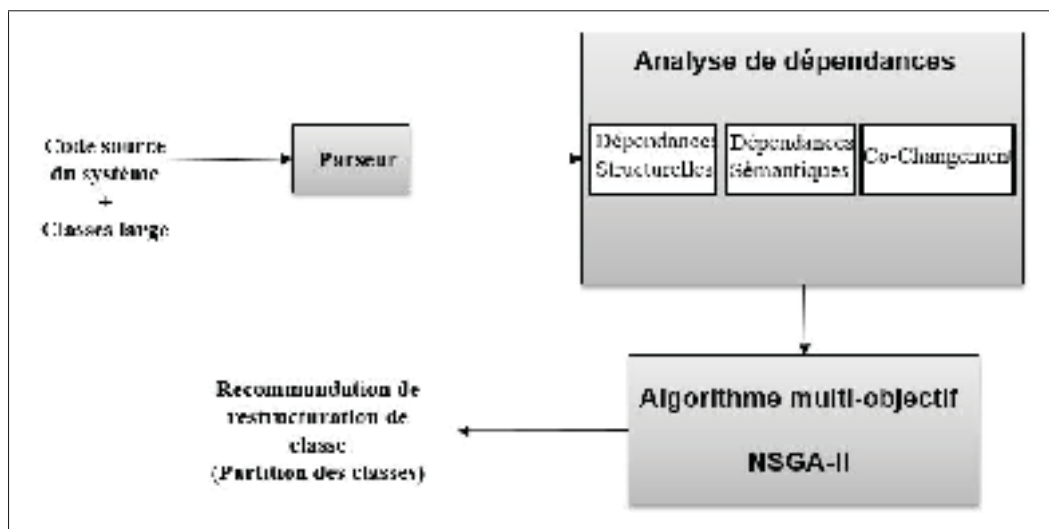 Code source
du système
+
Classes large
Parseur
Analyse de dépendances
Dépendances
Structurelles
Dépendances
Sémantiques
Co-Changement
Algorithme multi-objectif
NSGA-II
Recommandation de
restructuration de
classe
(Partition des classes)